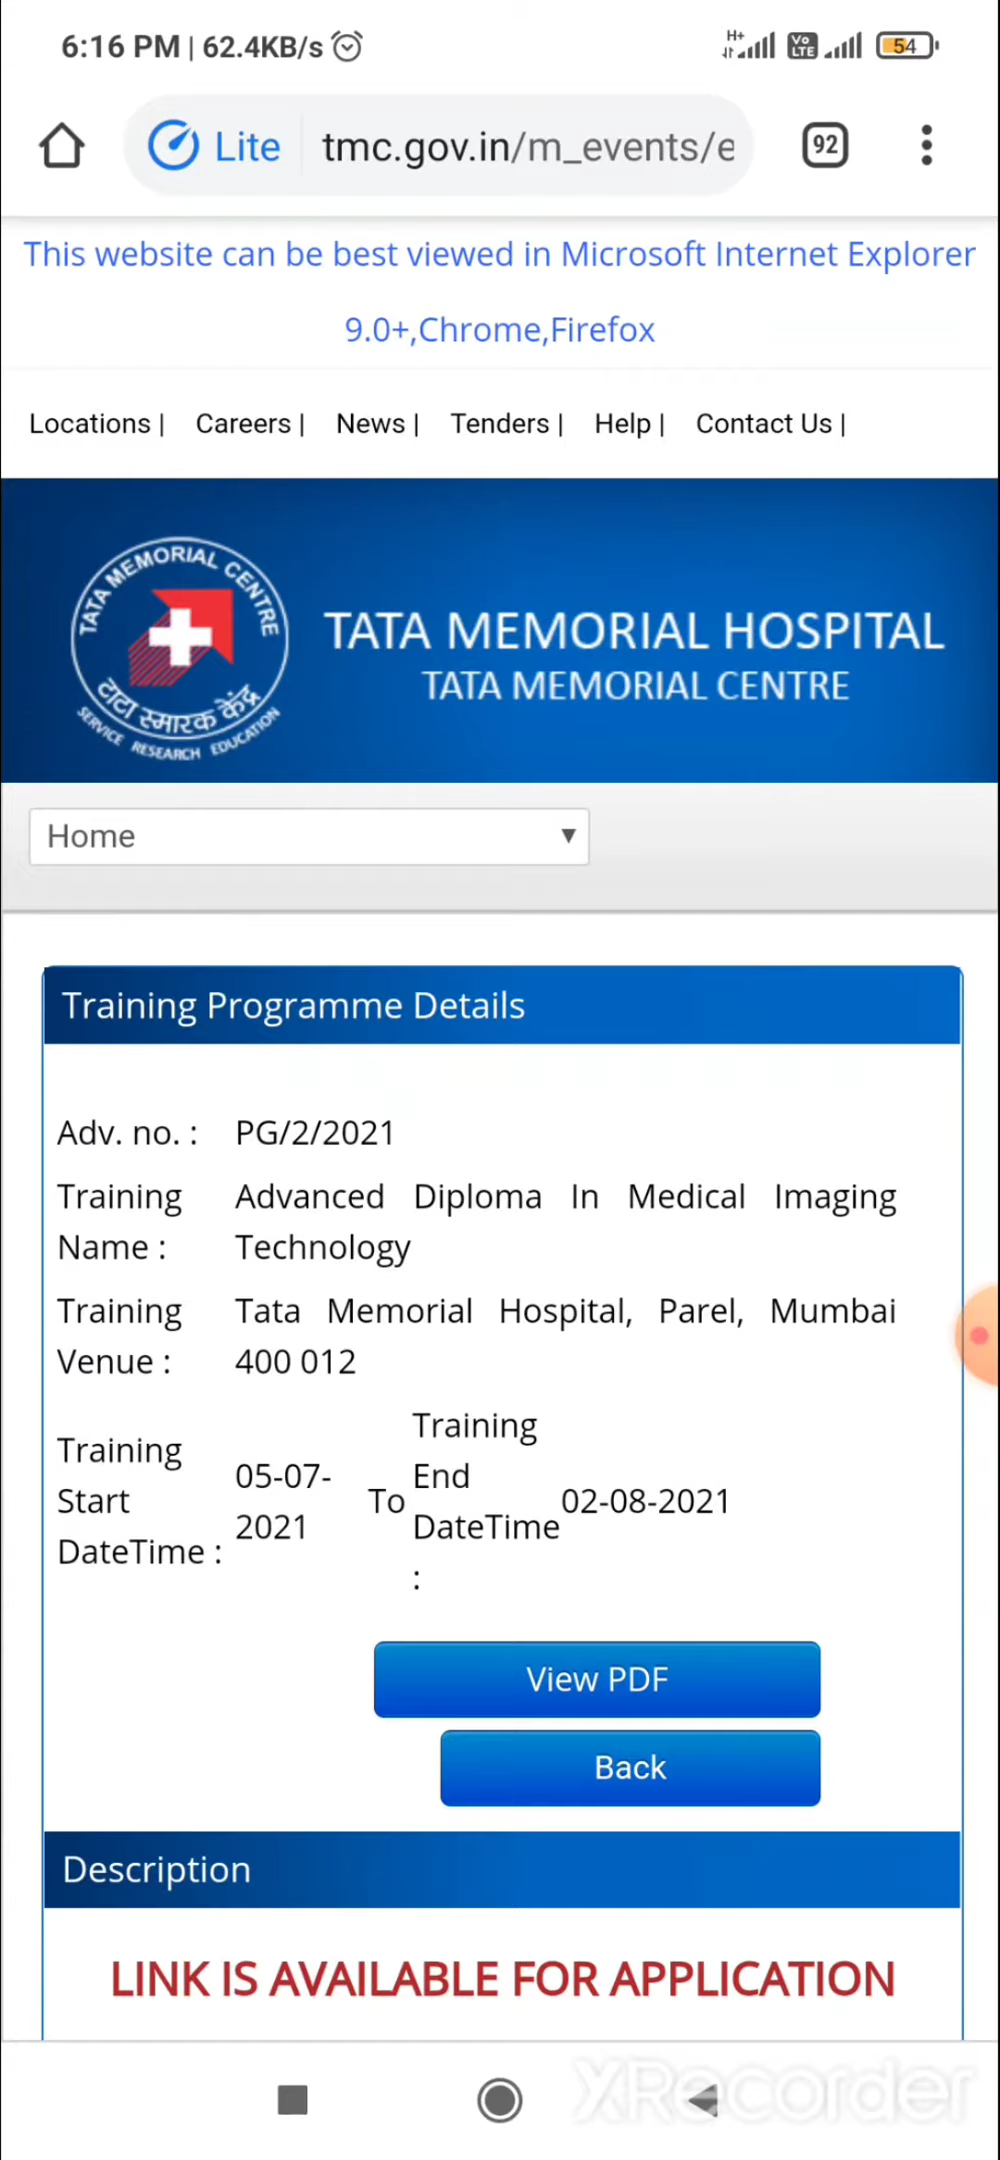 6:16 PM | 62.4KB/s
H+
Vo LTE
54
Lite
tmc.gov.in/m_events/e
92
This website can be best viewed in Microsoft Internet Explorer
9.0+,Chrome,Firefox
Locations | Careers | News | Tenders | Help | Contact Us |
TATA MEMORIAL CENTRE
टाटा स्मारक केंद्र
SERVICE RESEARCH EDUCATION
TATA MEMORIAL HOSPITAL
TATA MEMORIAL CENTRE
Home
Training Programme Details
Adv. no. : PG/2/2021
Training Name : Advanced Diploma In Medical Imaging
Technology
Training Venue : Tata Memorial Hospital, Parel, Mumbai
400 012
Training
Start
DateTime :
05-07-
2021
To
Training
End
DateTime
:
02-08-2021
View PDF
Back
Description
LINK IS AVAILABLE FOR APPLICATION
XRecorder